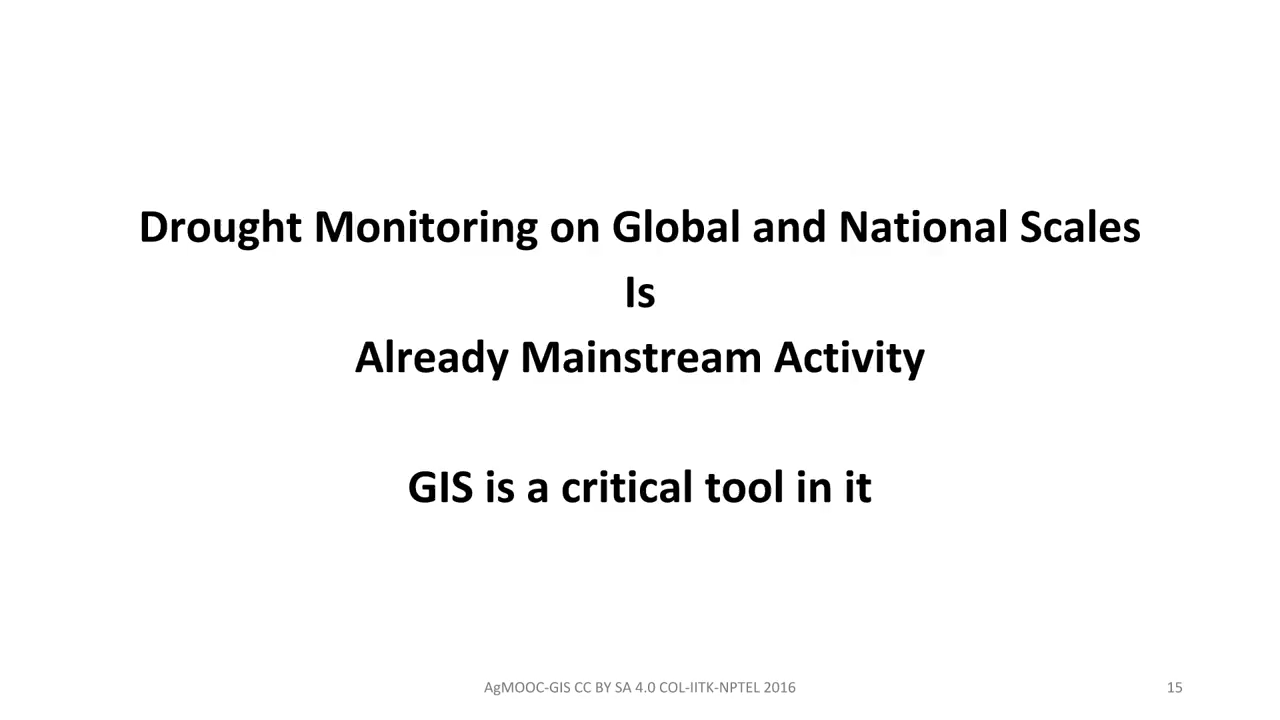 Drought Monitoring on Global and National Scales
Is
Already Mainstream Activity
GIS is a critical tool in it
AgMOOC-GIS CC BY SA 4.0 COL-IITK-NPTEL 2016
15